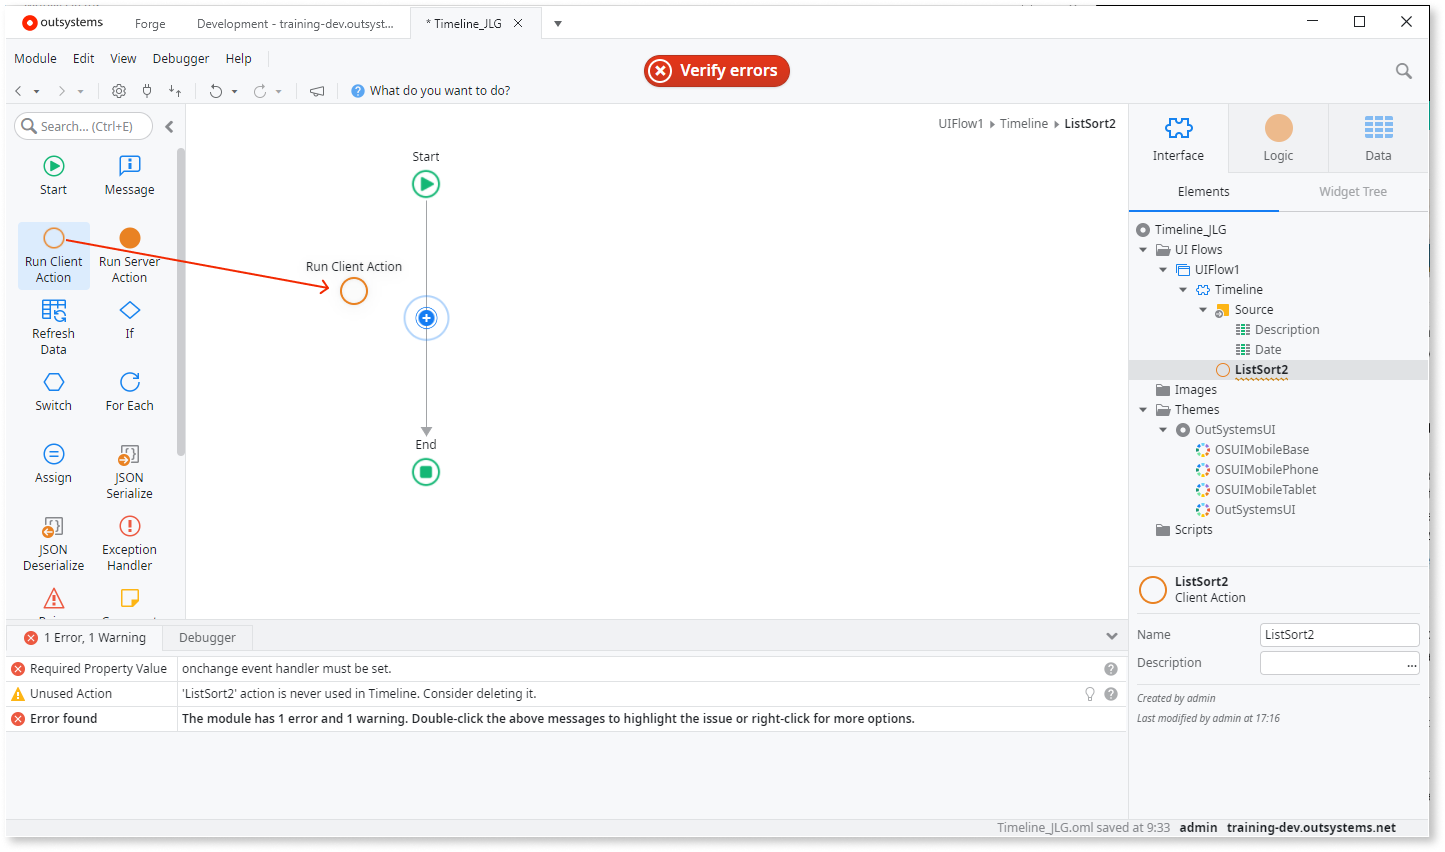 outsystems
Forge
Development - training-dev.outsyst...
* Timeline_JLG
Module Edit View Debugger Help
Verify errors
What do you want to do?
Search... (Ctrl+E)
UIFlow1 Timeline ListSort2
Start
Message
Run Client
Action
Run Server
Action
Refresh
Data
If
Switch
For Each
Assign
JSON
Serialize
JSON
Deserialize
Exception
Handler
Start
Run Client Action
End
Interface
Logic
Data
Elements
Widget Tree
Timeline_JLG
UI Flows
UIFlow1
Timeline
Source
Description
Date
ListSort2
Images
Themes
OutSystemsUI
OSUIMobileBase
OSUIMobilePhone
OSUIMobileTablet
OutSystemsUI
Scripts
ListSort2
Client Action
Name ListSort2
Description ...
Created by admin
Last modified by admin at 17:16
1 Error, 1 Warning
Debugger
Required Property Value onchange event handler must be set.
Unused Action 'ListSort2' action is never used in Timeline. Consider deleting it.
Error found The module has 1 error and 1 warning. Double-click the above messages to highlight the issue or right-click for more options.
Timeline_JLG.oml saved at 9:33 admin training-dev.outsystems.net